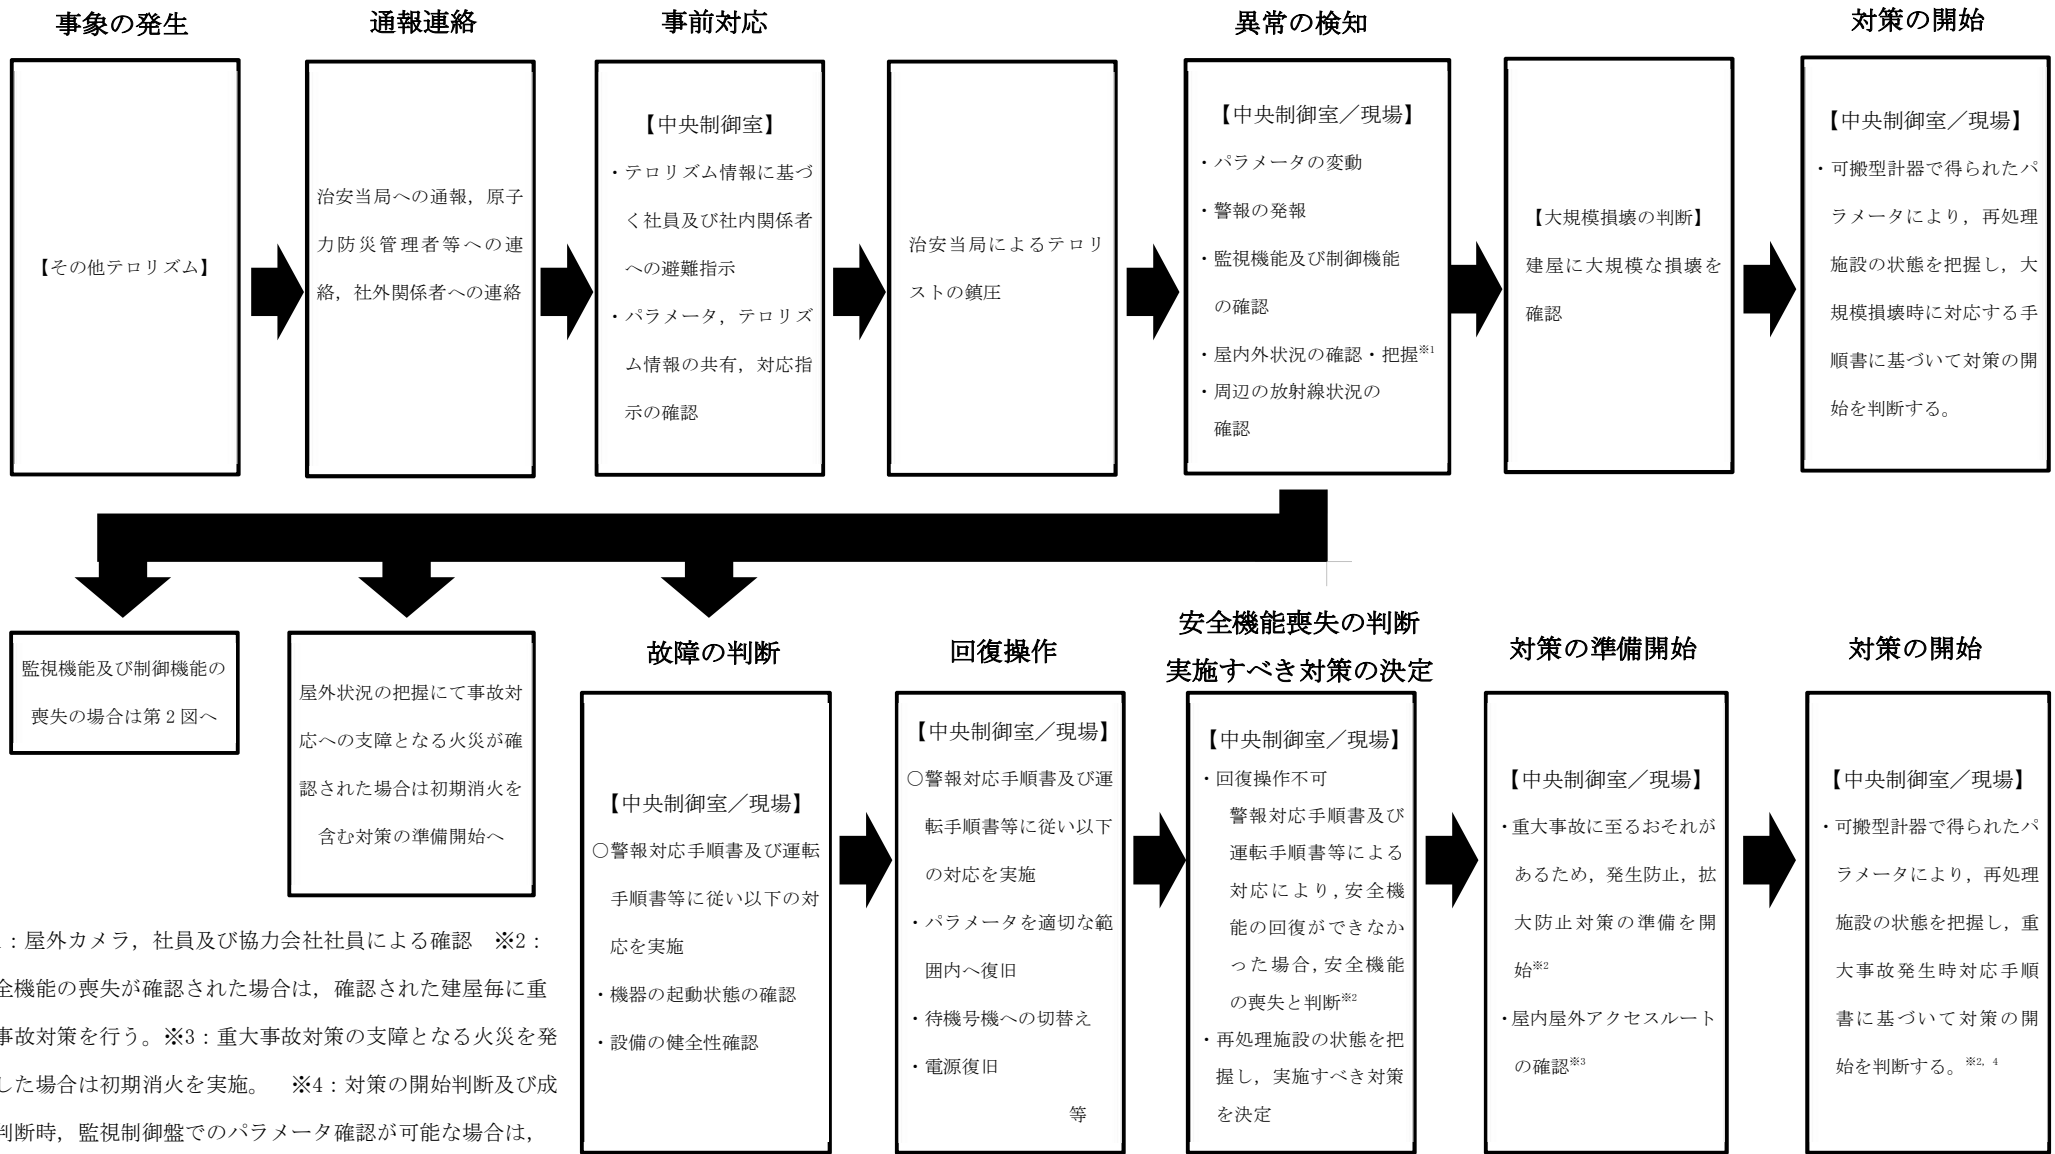 事象の発生
通報連絡
事前対応
異常の検知
対策の開始
【その他テロリズム】
治安当局への通報，原子
力防災管理者等への連
絡，社外関係者への連絡
【中央制御室】
・テロリズム情報に基づ
く社員及び社内関係者
への避難指示
・パラメータ，テロリズ
ム情報の共有，対応指
示の確認
治安当局によるテロリ
ストの鎮圧
【中央制御室／現場】
・パラメータの変動
・警報の発報
・監視機能及び制御機能
の確認
・屋内外状況の確認・把握※1
・周辺の放射線状況の
確認
【大規模損壊の判断】
建屋に大規模な損壊を
確認
【中央制御室／現場】
・可搬型計器で得られたパ
ラメータにより，再処理
施設の状態を把握し，大
規模損壊時に対応する手
順書に基づいて対策の開
始を判断する。
監視機能及び制御機能の
喪失の場合は第２図へ
屋外状況の把握にて事故対
応への支障となる火災が確
認された場合は初期消火を
含む対策の準備開始へ
故障の判断
【中央制御室／現場】
〇警報対応手順書及び運転
手順書等に従い以下の対
応を実施
・機器の起動状態の確認
・設備の健全性確認
回復操作
【中央制御室／現場】
〇警報対応手順書及び運
転手順書等に従い以下
の対応を実施
・パラメータを適切な範
囲内へ復旧
・待機号機への切替え
・電源復旧
等
安全機能喪失の判断
実施すべき対策の決定
【中央制御室／現場】
・回復操作不可
警報対応手順書及び
運転手順書等による
対応により，安全機
能の回復ができなか
った場合，安全機能
の喪失と判断※2
・再処理施設の状態を把
握し，実施すべき対策
を決定
対策の準備開始
【中央制御室／現場】
・重大事故に至るおそれが
あるため，発生防止，拡
大防止対策の準備を開
始※2
・屋内屋外アクセスルート
の確認※3
対策の開始
【中央制御室／現場】
・可搬型計器で得られたパ
ラメータにより，再処理
施設の状態を把握し，重
大事故発生時対応手順
書に基づいて対策の開
始を判断する。※2，4
：屋外カメラ，社員及び協力会社社員による確認　※2：
全機能の喪失が確認された場合は，確認された建屋毎に重
事故対策を行う。※3：重大事故対策の支障となる火災を発
した場合は初期消火を実施。　※4：対策の開始判断及び成
判断時，監視制御盤でのパラメータ確認が可能な場合は，